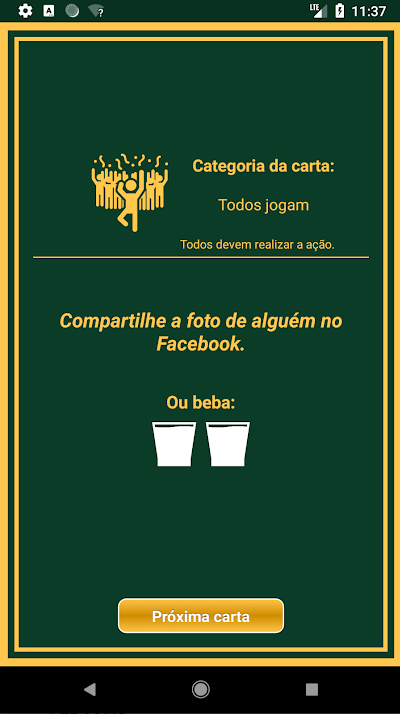 LTE 11:37
Categoria da carta:
Todos jogam
Todos devem realizar a ação.
Compartilhe a foto de alguém no
Facebook.
Ou beba:
Próxima carta